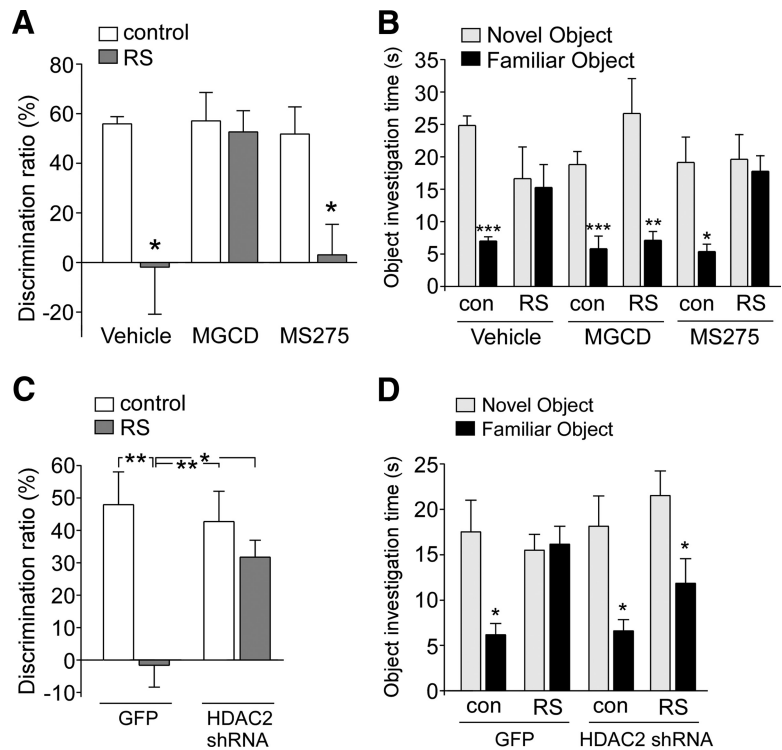 A
control
RS
Discrimination ratio (%)
80
60
40
20
0
-20
*
*
Vehicle
MGCD
MS275
B
Novel Object
Familiar Object
Object investigation time (s)
35
30
25
20
15
10
5
0
***
***
**
*
con RS con RS con RS
Vehicle
MGCD
MS275
C
control
RS
Discrimination ratio (%)
60
50
40
30
20
10
0
-10
**
**
*
GFP
HDAC2
shRNA
D
Novel Object
Familiar Object
Object investigation time (s)
25
20
15
10
5
0
*
*
*
con RS con RS
GFP
HDAC2 shRNA